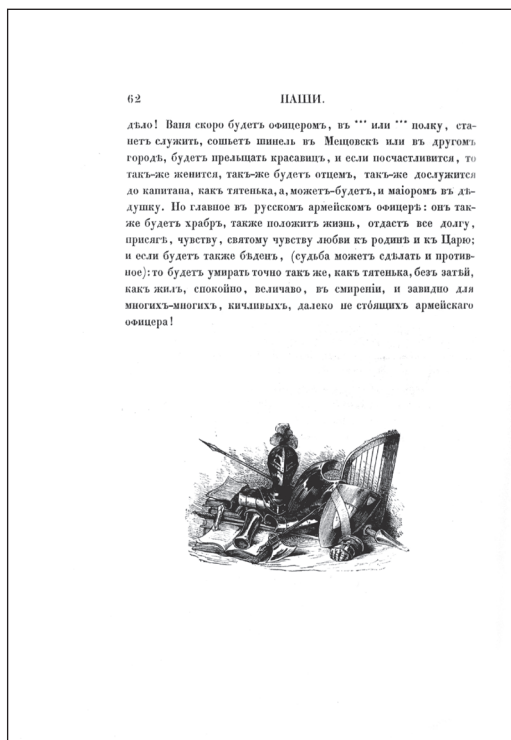 62
НАШИ.
дѣло! Ваня скоро будетъ офицеромъ, въ *** или *** полку, ста-
нетъ служить, сошьетъ шинель въ Мещовскѣ или въ другомъ
городѣ, будетъ прельщать красавицъ, и если посчастливится, то
такъ-же женится, такъ-же будетъ отцемъ, такъ-же дослужится
до капитана, какъ тятенька, а, можетъ-будетъ, и маіоромъ въ дѣ-
душку. Но главное въ русскомъ армейскомъ офицерѣ: онъ так-
же будетъ храбръ, также положитъ жизнь, отдастъ все долгу,
присягѣ, чувству, святому чувству любви къ родинѣ и къ Царю;
и если будетъ также бѣденъ, (судьба можетъ сдѣлать и против-
ное): то будетъ умирать точно такъ же, какъ тятенька, безъ затѣй,
какъ жилъ, спокойно, величаво, въ смиреніи, и завидно для
многихъ-многихъ, кичливыхъ, далеко не сто́ящихъ армейскаго
офицера!